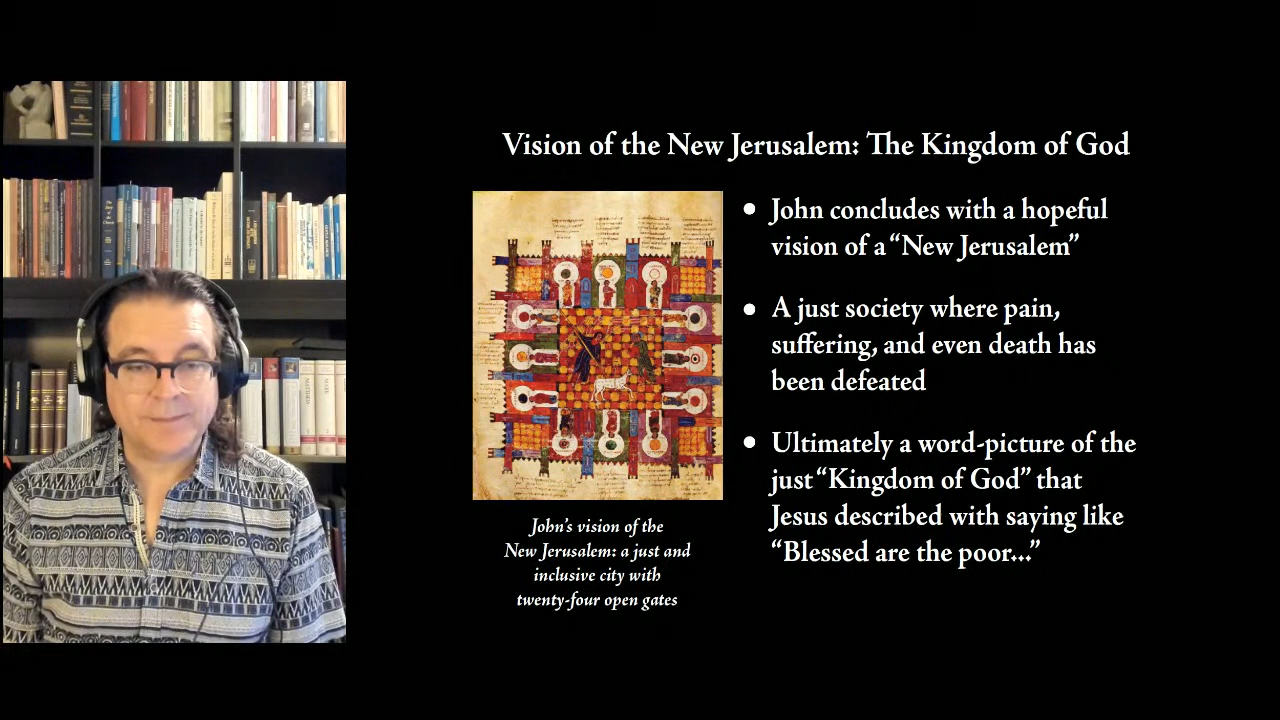 Vision of the New Jerusalem: The Kingdom of God
John concludes with a hopeful
vision of a “New Jerusalem”
A just society where pain,
suffering, and even death has
been defeated
Ultimately a word-picture of the
just “Kingdom of God” that
Jesus described with saying like
“Blessed are the poor...”
John's vision of the
New Jerusalem: a just and
inclusive city with
twenty-four open gates